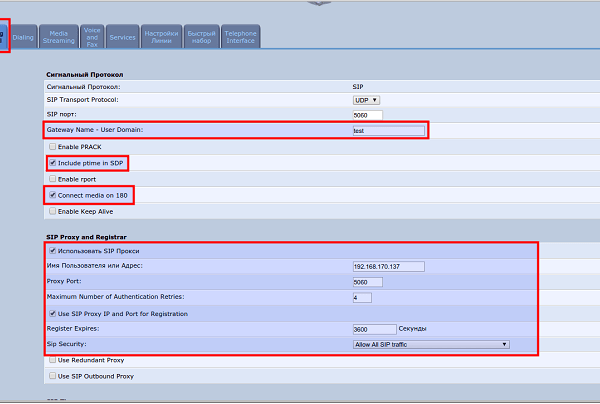 Dialing
Media Streaming
Voice and Fax
Services
Настройки Линии
Быстрый набор
Telephone Interface
Сигнальный Протокол
Сигнальный Протокол: SIP
SIP Transport Protocol: UDP
SIP порт: 5060
Gateway Name - User Domain: test
Enable PRACK
Include ptime in SDP
Enable rport
Connect media on 180
Enable Keep Alive
SIP Proxy and Registrar
Использовать SIP Прокси
Имя Пользователя или Адрес: 192.168.170.137
Proxy Port: 5060
Maximum Number of Authentication Retries: 4
Use SIP Proxy IP and Port for Registration
Register Expires: 3600 Секунды
Sip Security: Allow All SIP traffic
Use Redundant Proxy
Use SIP Outbound Proxy